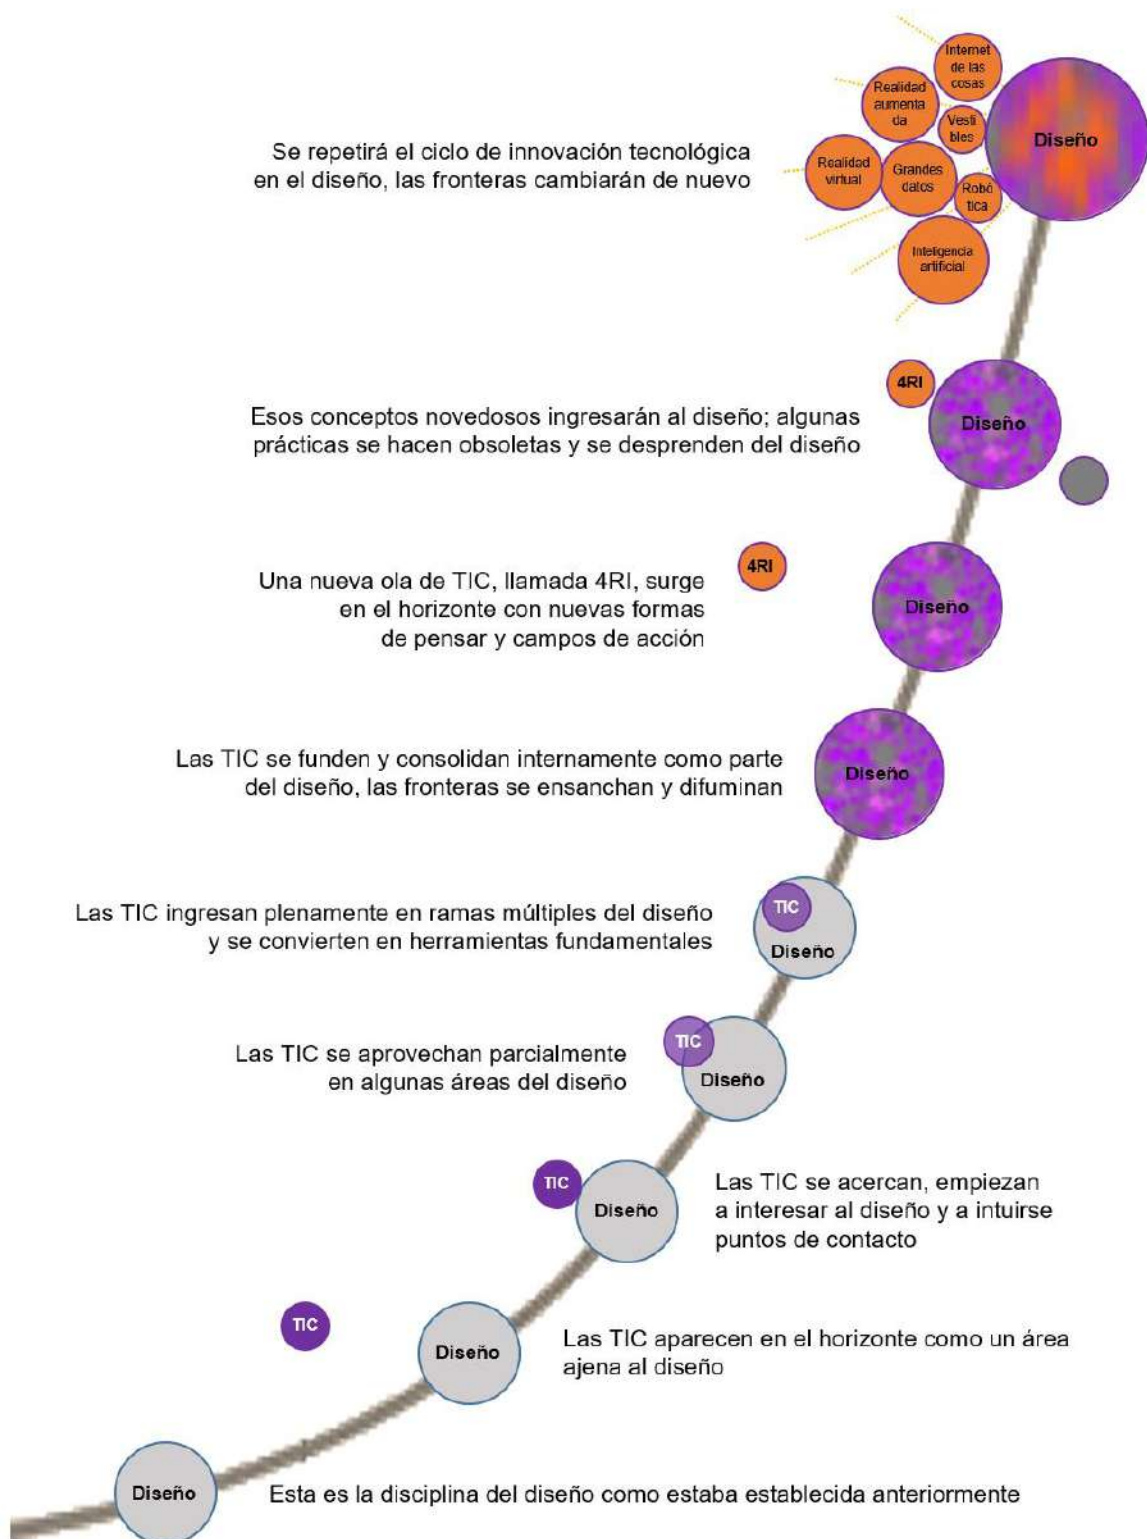 Internet
de las
cosas
Realidad
aumenta
da
Vesti
bles
Diseño
Se repetirá el ciclo de innovación tecnológica
en el diseño, las fronteras cambiarán de nuevo
Realidad
virtual
Grandes
datos
Robó
tica
Inteligencia
artificial
4RI
Esos conceptos novedosos ingresarán al diseño; algunas
prácticas se hacen obsoletas y se desprenden del diseño
Diseño
4RI
Una nueva ola de TIC, llamada 4RI, surge
en el horizonte con nuevas formas
de pensar y campos de acción
Diseño
Las TIC se funden y consolidan internamente como parte
del diseño, las fronteras se ensanchan y difuminan
Diseño
Las TIC ingresan plenamente en ramas múltiples del diseño
y se convierten en herramientas fundamentales
TIC
Diseño
Las TIC se aprovechan parcialmente
en algunas áreas del diseño
TIC
Diseño
TIC
Diseño
Las TIC se acercan, empiezan
a interesar al diseño y a intuirse
puntos de contacto
TIC
Diseño
Las TIC aparecen en el horizonte como un área
ajena al diseño
Diseño
Esta es la disciplina del diseño como estaba establecida anteriormente